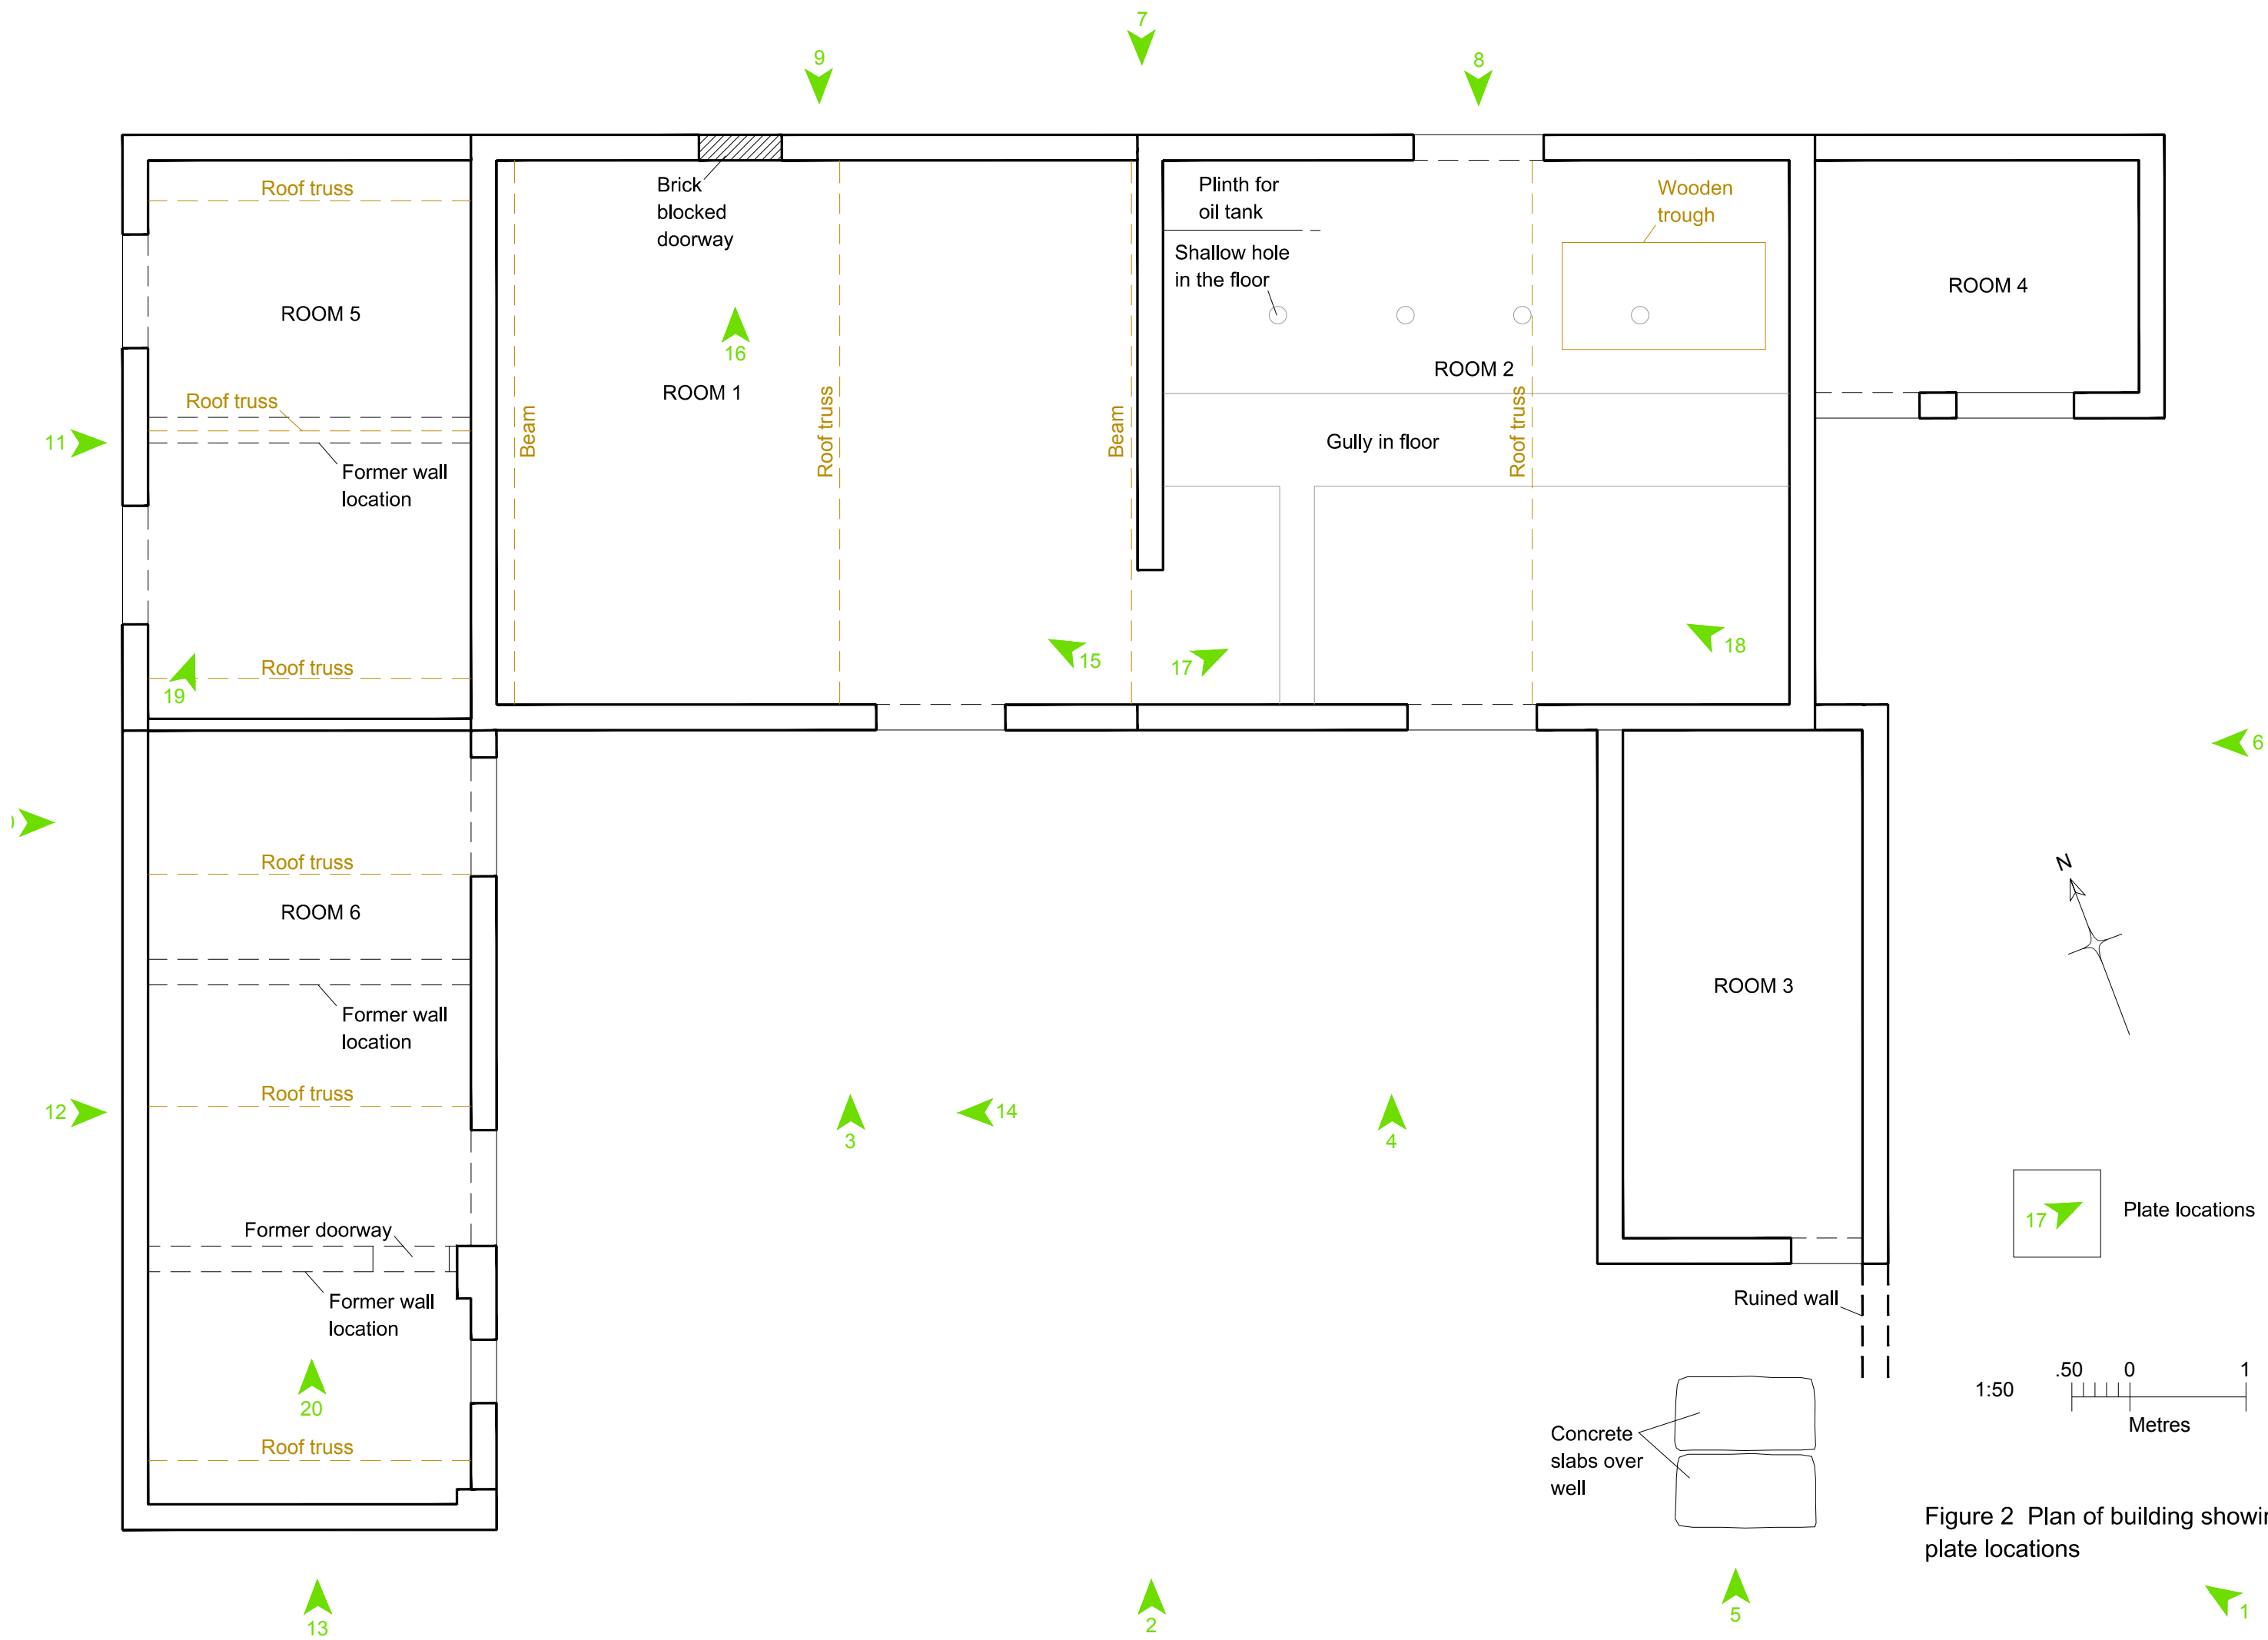 7
9
8
Roof truss
Brick
blocked
doorway
Plinth for
oil tank
Wooden
trough
Shallow hole
in the floor
ROOM 4
ROOM 5
16
ROOM 1
ROOM 2
Roof truss
Beam
Roof truss
Beam
Roof truss
11
Gully in floor
Former wall
location
15
17
18
Roof truss
19
6
Roof truss
ROOM 6
N
ROOM 3
Former wall
location
Roof truss
12
3
14
4
17
Plate locations
Former doorway
Former wall
location
Ruined wall
1:50
.50 0 1
Metres
20
Roof truss
Concrete
slabs over
well
Figure 2 Plan of building
plate locations
13
2
5
1